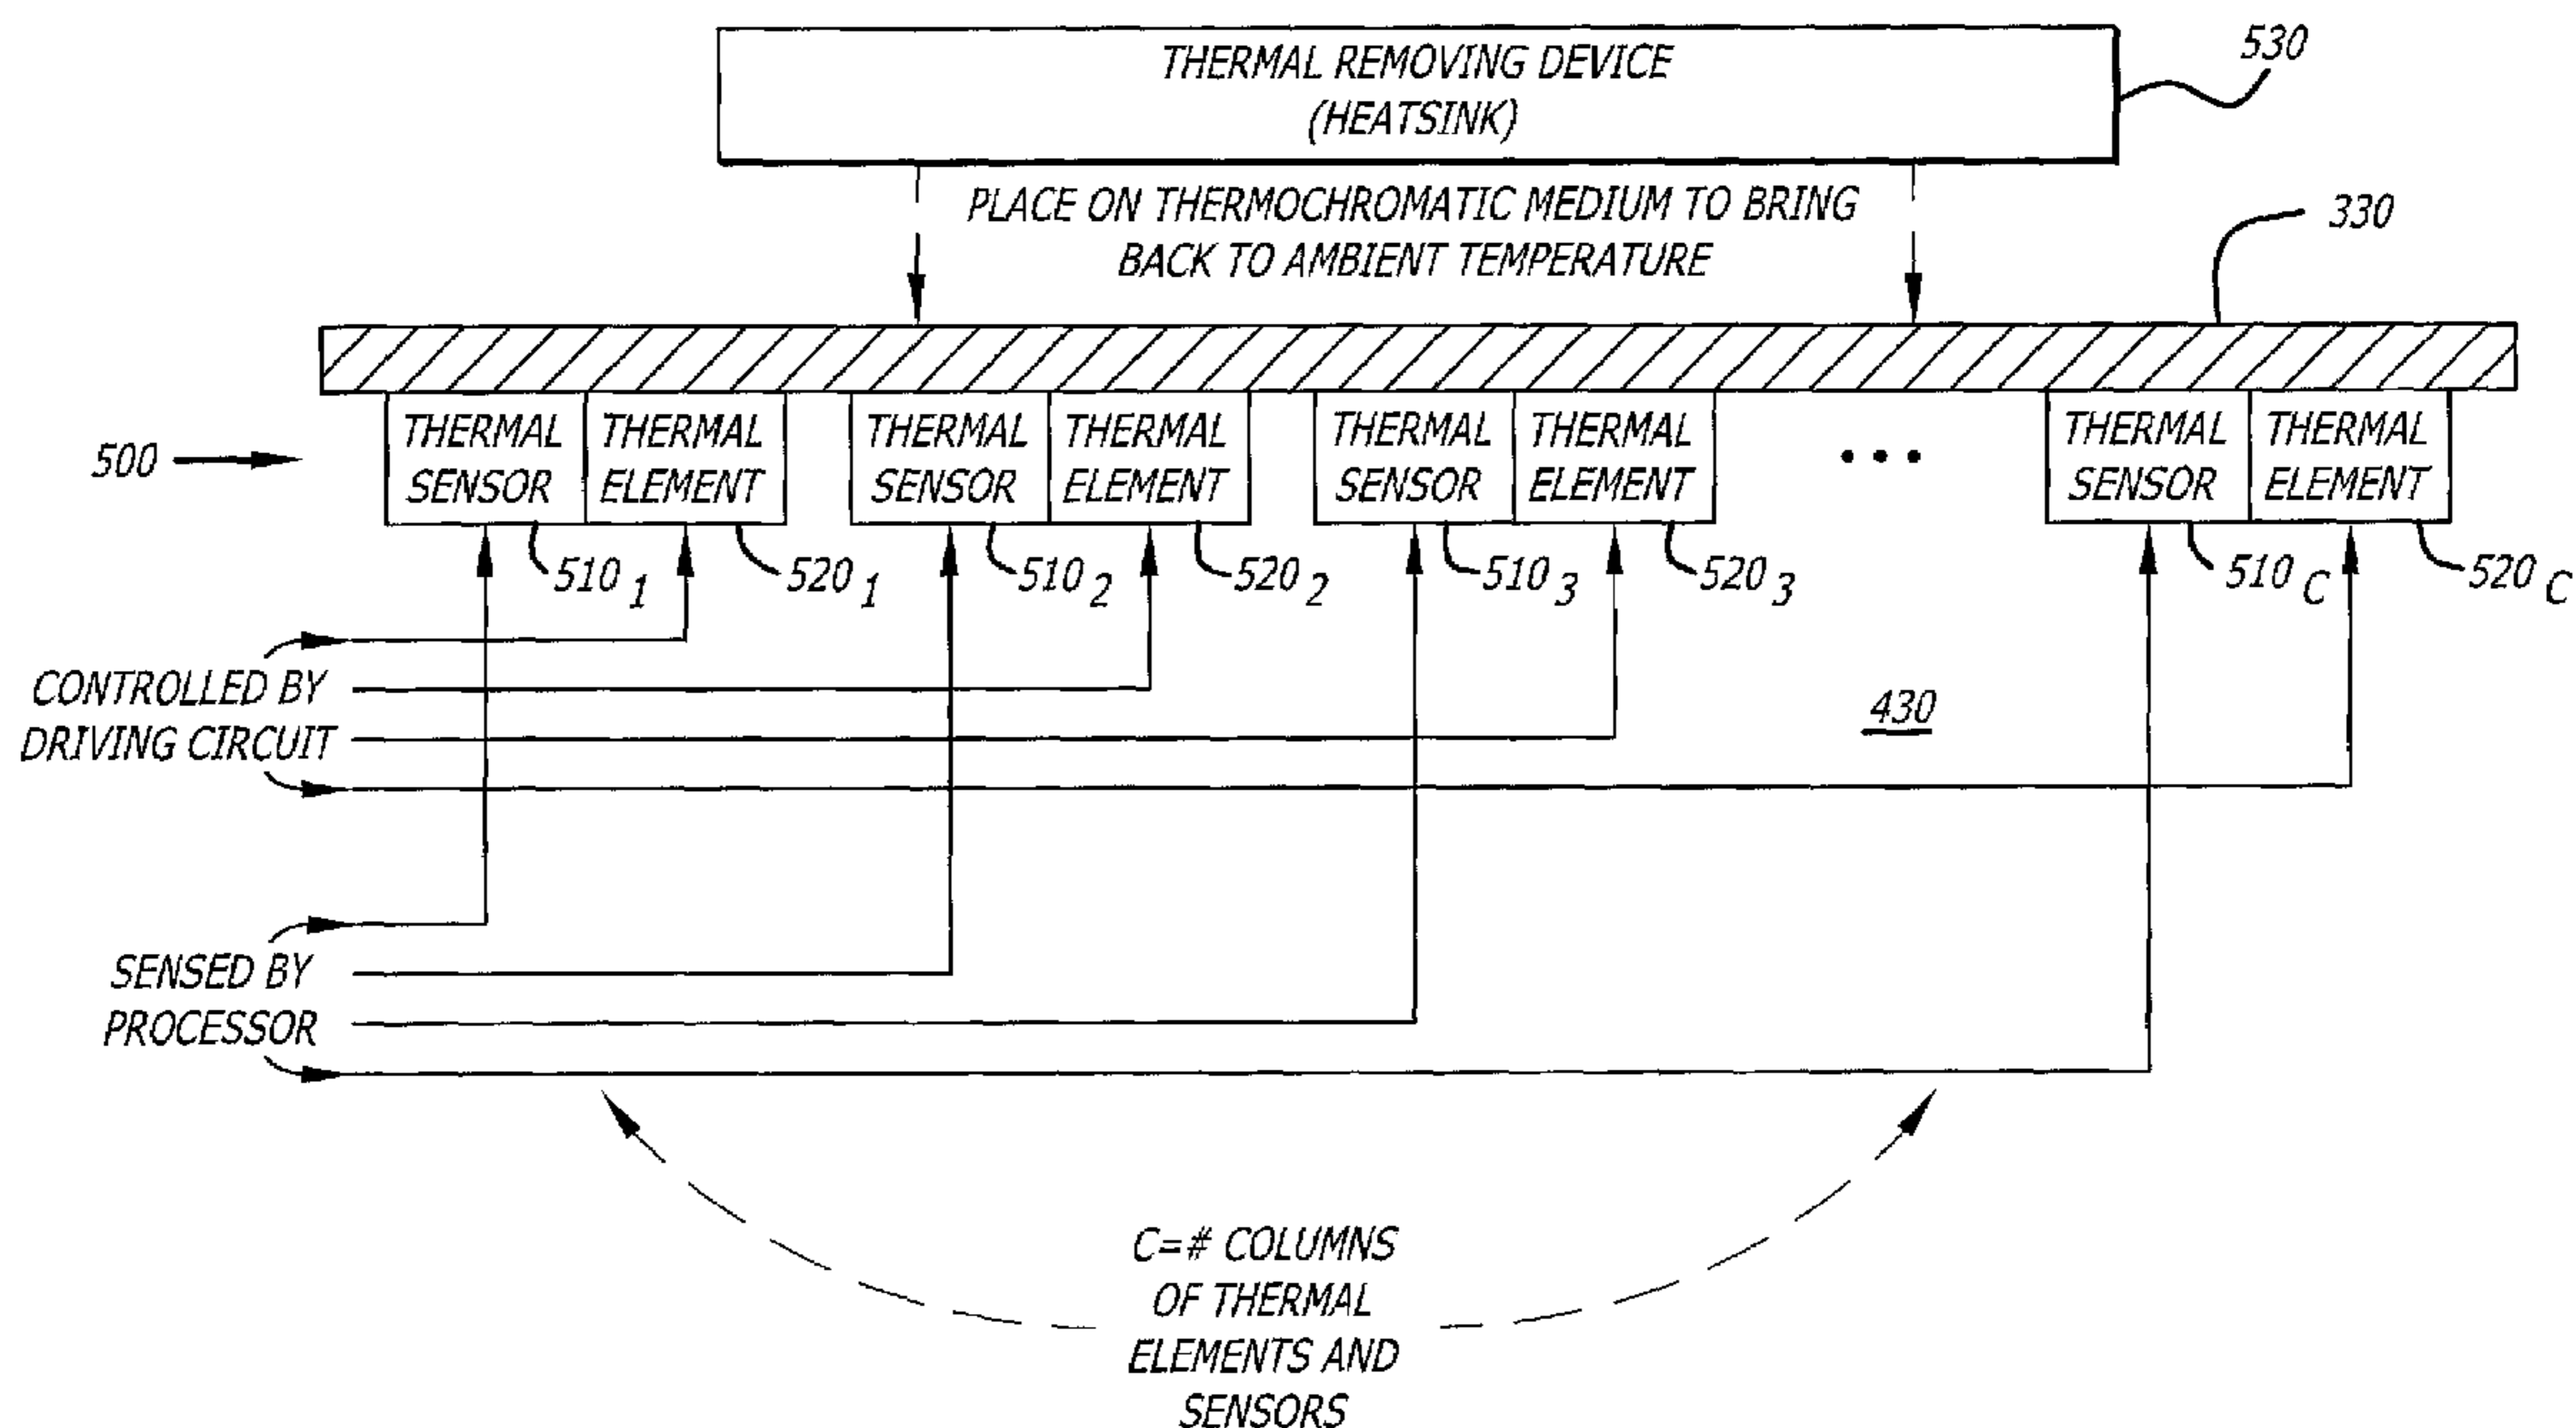 THERMAL REMOVING DEVICE
(HEATSINK)
530
PLACE ON THERMOCHROMATIC MEDIUM TO BRING
BACK TO AMBIENT TEMPERATURE
330
500
THERMAL
SENSOR
THERMAL
ELEMENT
THERMAL
SENSOR
THERMAL
ELEMENT
THERMAL
SENSOR
THERMAL
ELEMENT
• • •
THERMAL
SENSOR
THERMAL
ELEMENT
510 1
520 1
510 2
520 2
510 3
520 3
510 C
520 C
CONTROLLED BY
DRIVING CIRCUIT
430
SENSED BY
PROCESSOR
C=# COLUMNS
OF THERMAL
ELEMENTS AND
SENSORS